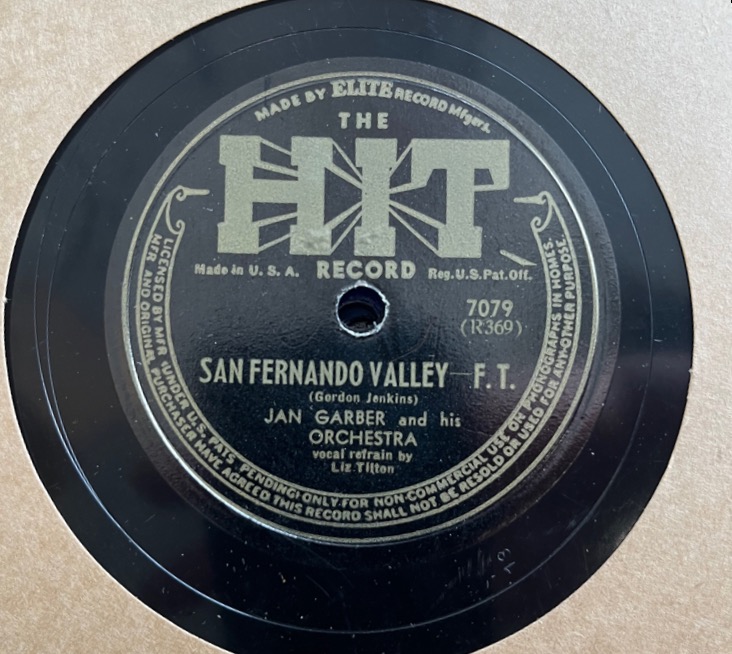 MADE BY ELITE RECORD Mfgers.
THE
HIT
Made in U. S. A. RECORD Reg. U.S. Pat. Off.
7079
(R369)
SAN FERNANDO VALLEY—F. T.
(Gordon Jenkins)
JAN GARBER and his
ORCHESTRA
vocal refrain by
Liz Tilton
LICENSED BY MFR. (UNDER U.S. PATS. PENDING) ONLY FOR NON-COMMERCIAL USE ON PHONOGRAPHS IN HOMES.
MFR. AND ORIGINAL PURCHASER HAVE AGREED THIS RECORD SHALL NOT BE RESOLD OR USED FOR ANY OTHER PURPOSE.